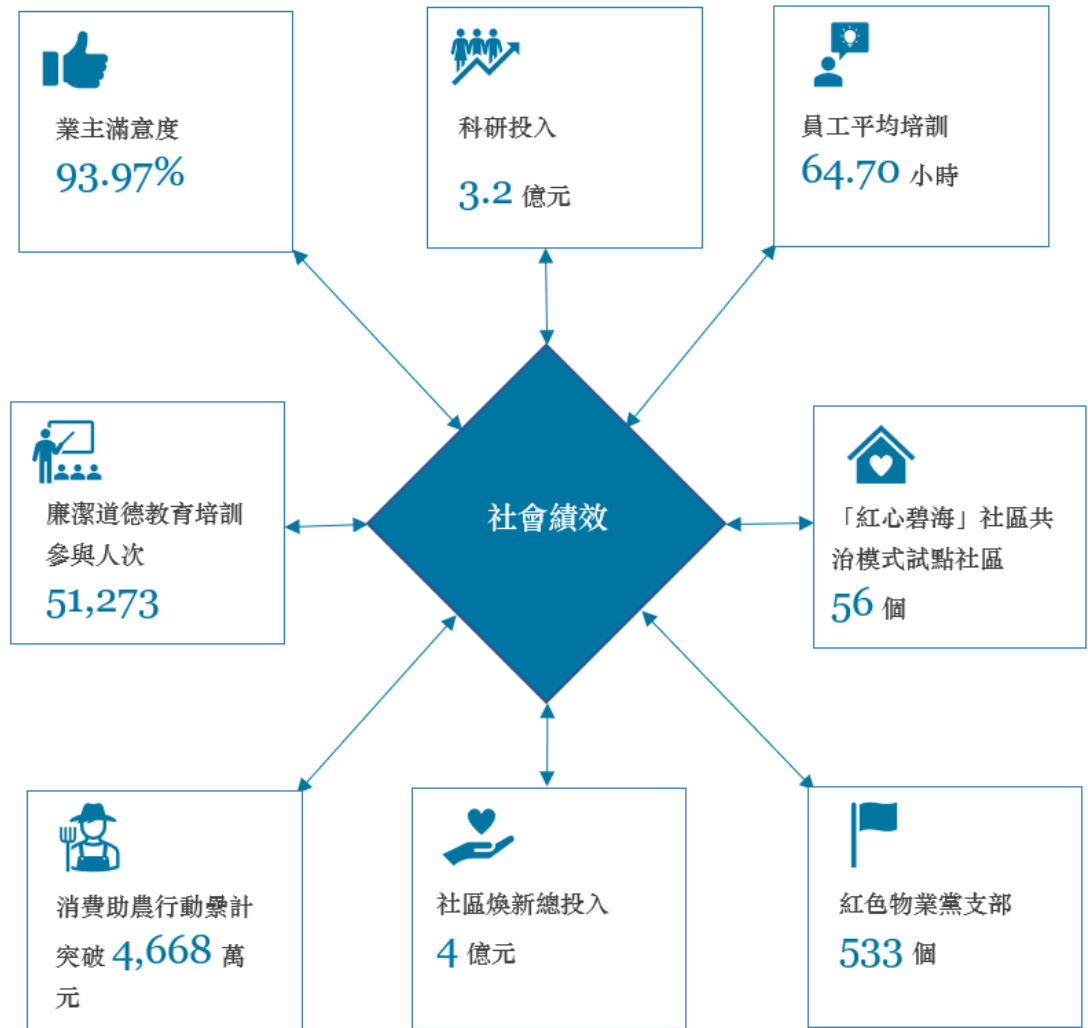 業主滿意度
93.97%
科研投入
3.2 億元
員工平均培訓
64.70 小時
廉潔道德教育培訓
參與人次
51,273
社會績效
「紅心碧海」社區共
治模式試點社區
56 個
消費助農行動纍計
突破 4,668 萬
元
社區煥新總投入
4 億元
紅色物業黨支部
533 個